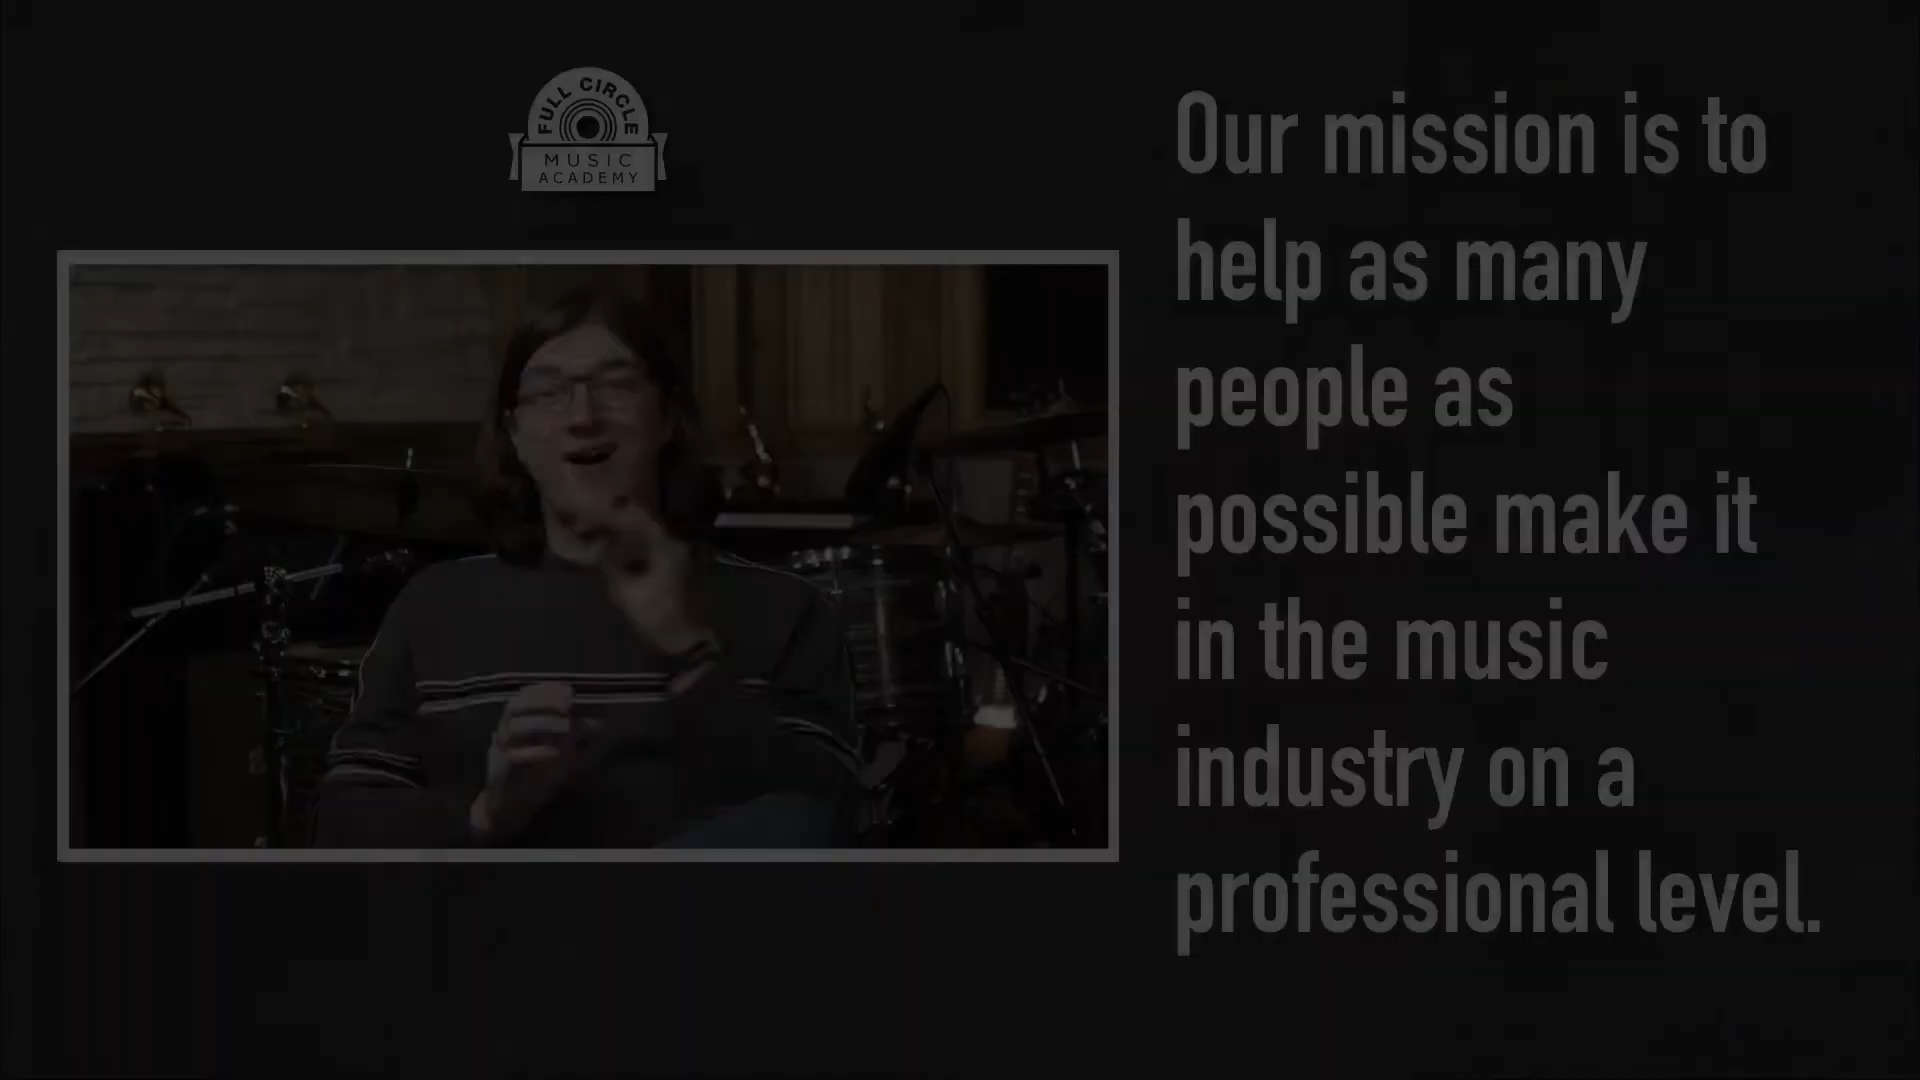 FULL CIRCLE
MUSIC
ACADEMY
Our mission is to
help as many
people as
possible make it
in the music
industry on a
professional level.